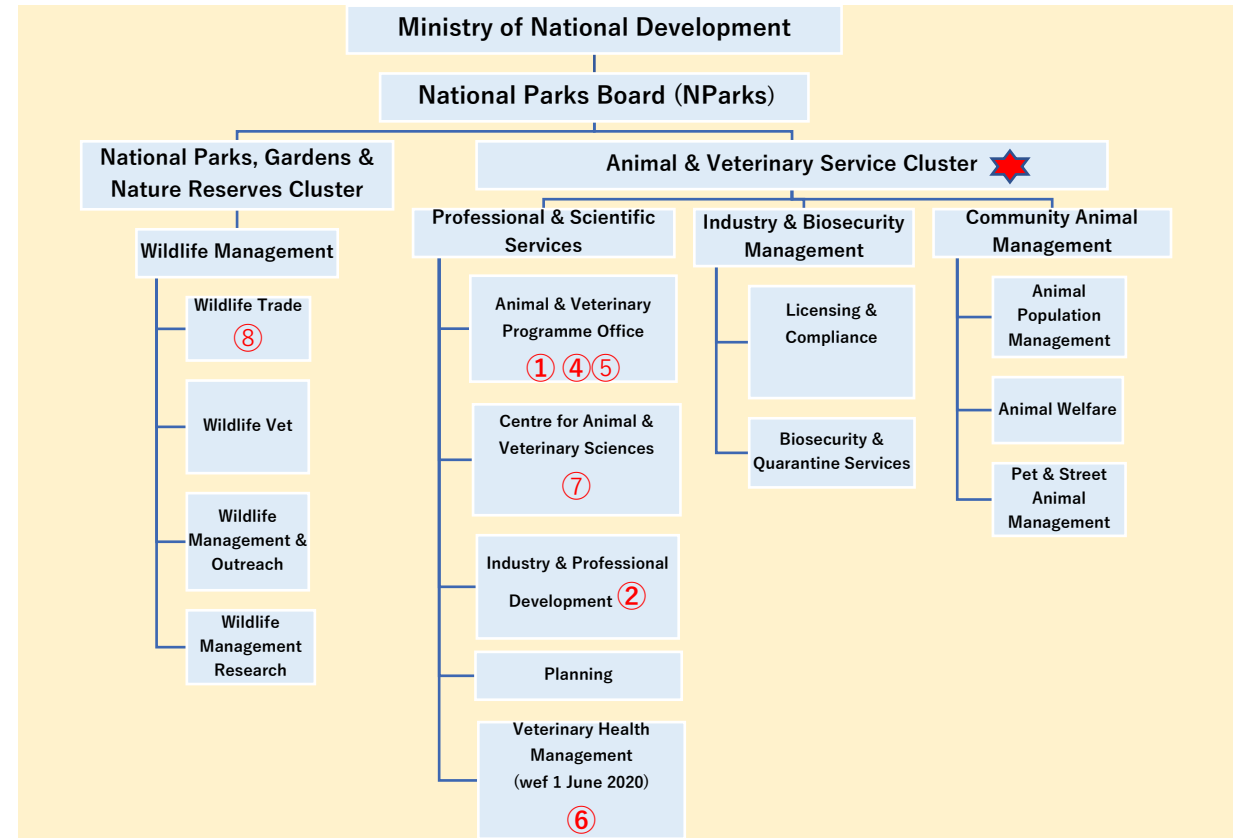 Ministry of National Development
National Parks Board (NParks)
National Parks, Gardens &
Nature Reserves Cluster
Animal & Veterinary Service Cluster
Wildlife Management
Wildlife Trade
⑧
Wildlife Vet
Wildlife
Management &
Outreach
Wildlife
Management
Research
Professional & Scientific
Services
Animal & Veterinary
Programme Office
① ④⑤
Centre for Animal &
Veterinary Sciences
⑦
Industry & Professional
Development ②
Planning
Veterinary Health
Management
(wef 1 June 2020)
⑥
Industry & Biosecurity
Management
Licensing &
Compliance
Biosecurity &
Quarantine Services
Community Animal
Management
Animal
Population
Management
Animal Welfare
Pet & Street
Animal
Management